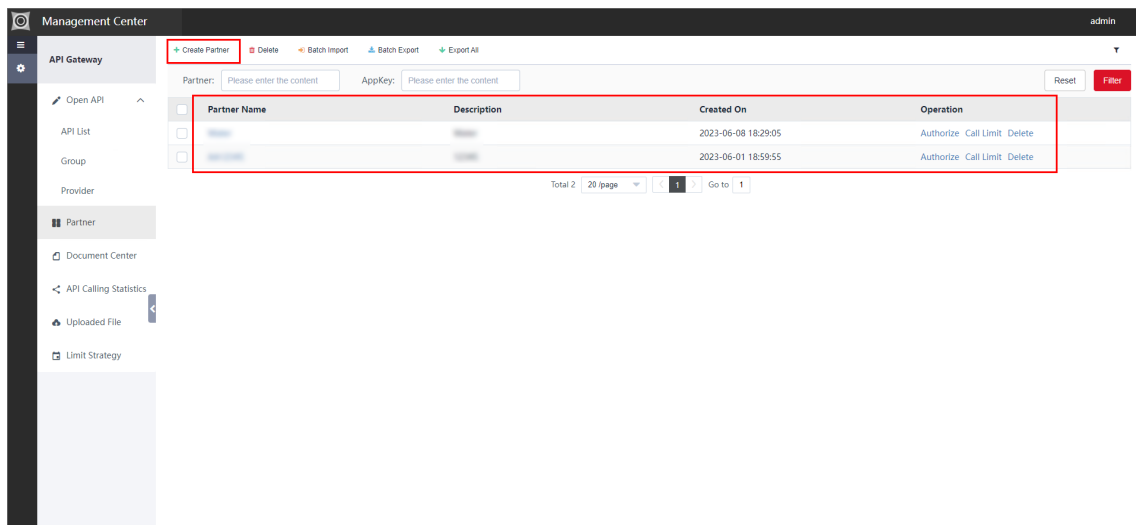 Management Center
admin
API Gateway
Open API
API List
Group
Provider
Partner
Document Center
API Calling Statistics
Uploaded File
Limit Strategy
+ Create Partner Delete Batch Import Batch Export Export All
Partner: Please enter the content AppKey: Please enter the content Reset Filter
Partner Name Description Created On Operation
2023-06-08 18:29:05 Authorize Call Limit Delete
2023-06-01 18:59:55 Authorize Call Limit Delete
Total 2 20 /page < 1 > Go to 1